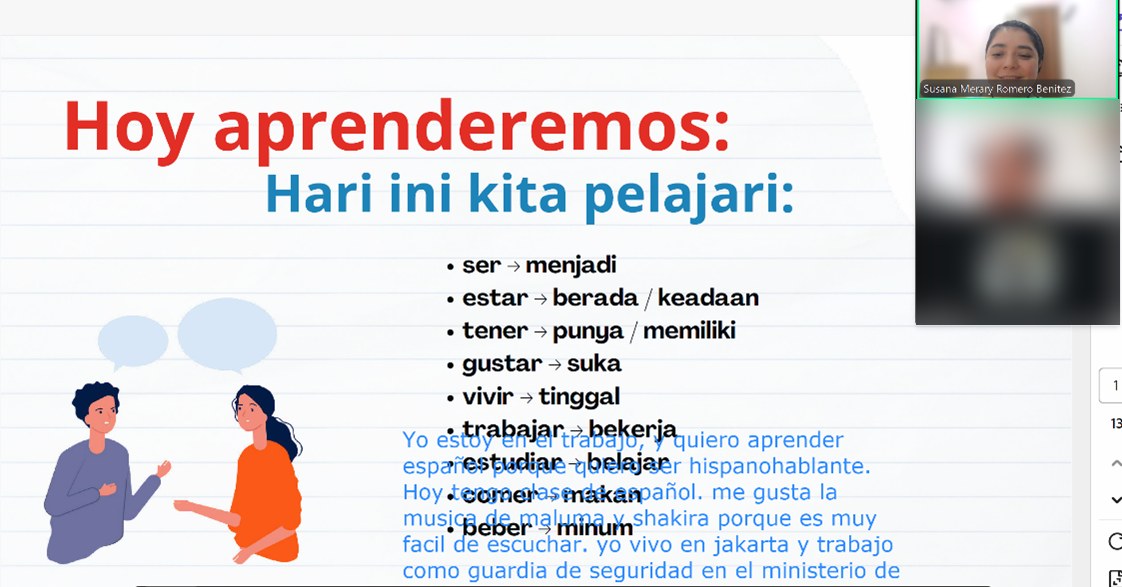 Susana Merary Romero Benitez
Hoy aprenderemos:
Hari ini kita pelajari:
• ser → menjadi
• estar → berada / keadaan
• tener → punya / memiliki
• gustar → suka
• vivir → tinggal
• trabajar → bekerja
• estudiar → belajar
• comer → makan
• beber → minum
Yo estoy en el trabajo, y quiero aprender
español porque quiero ser hispanohablante.
Hoy tengo clase de español. me gusta la
musica de maluma y shakira porque es muy
facil de escuchar. yo vivo en jakarta y trabajo
como guardia de seguridad en el ministerio de
1
13